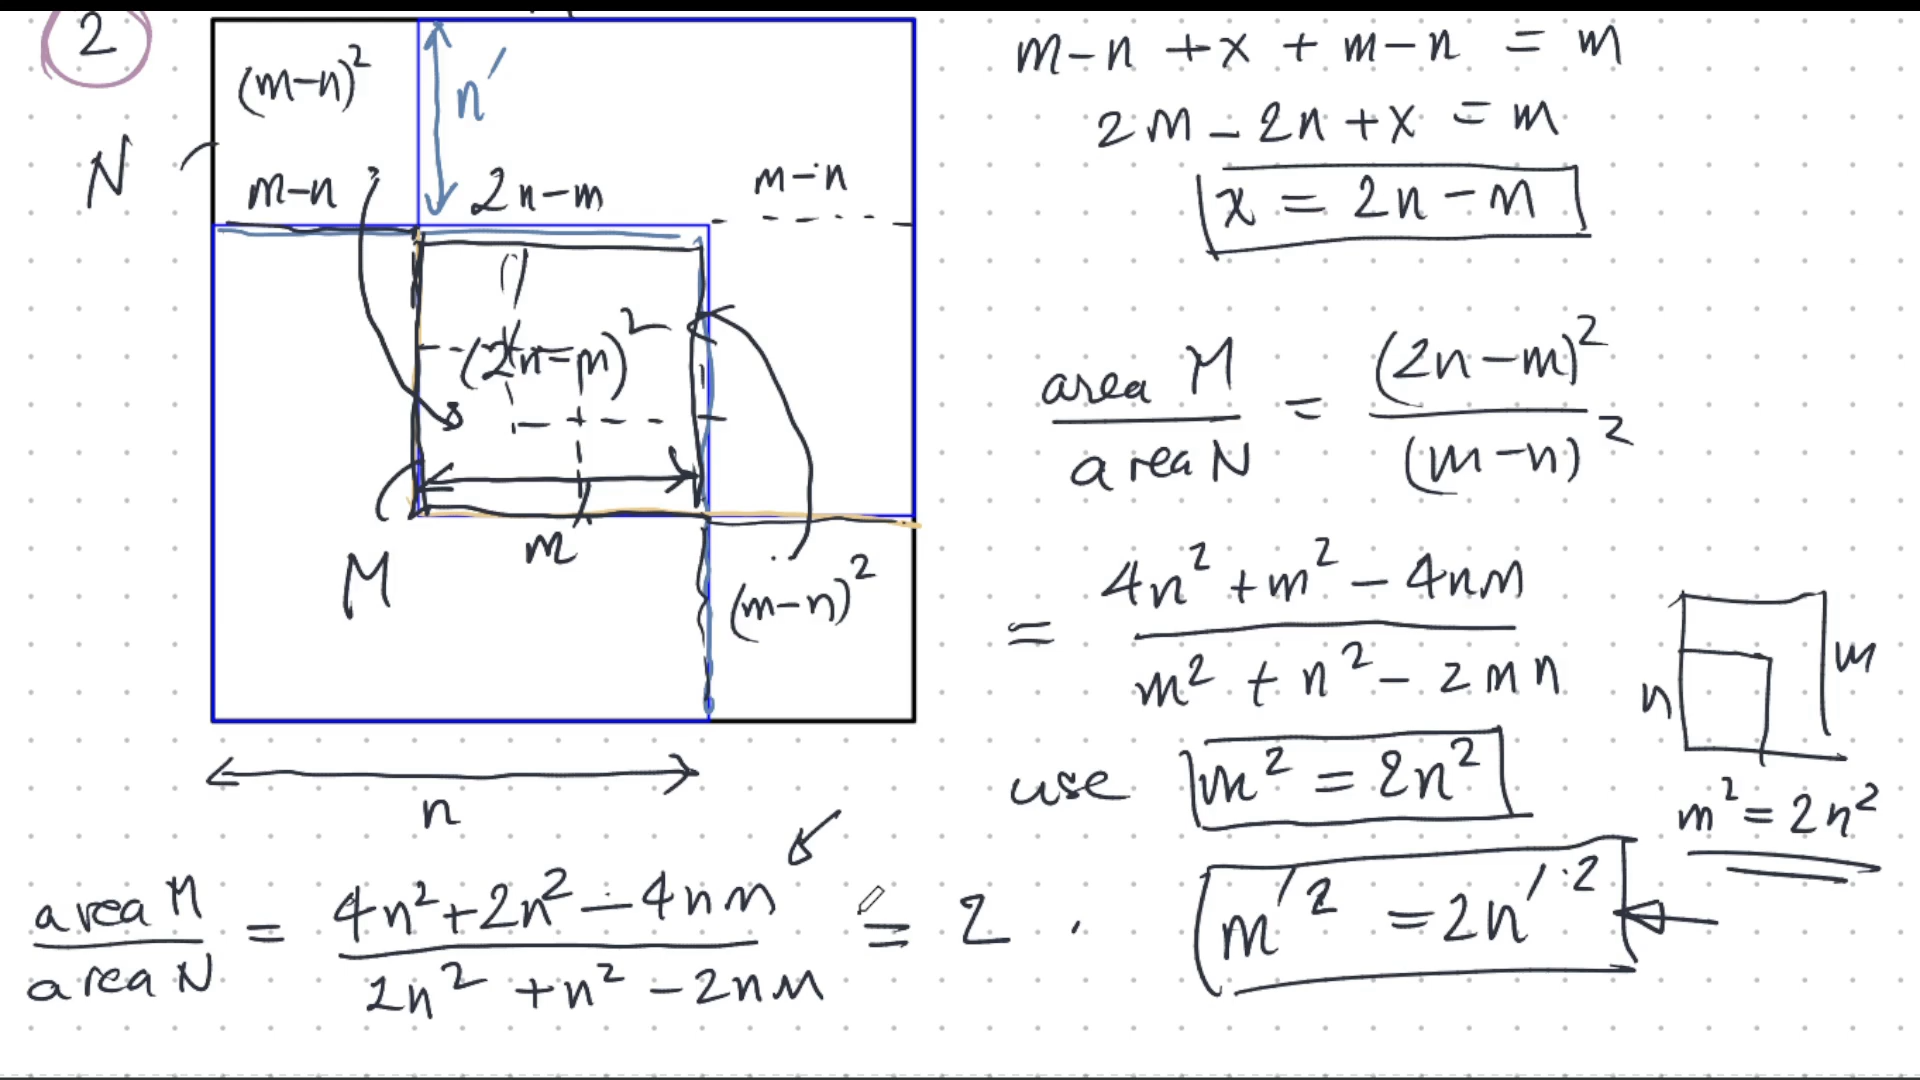 2
(m-n)²
n'
N
m-n
2n-m
m-n
(2n-m)²
m'
M
(m-n)²
n
m-n +x + m-n = m
2m - 2n + x = m
x = 2n - m
area M / area N = (2n-m)² / (m-n)²
= 4n² + m² - 4nm / m² + n² - 2mn
n
m
use m² = 2n²
m² = 2n²
area M / area N = 4n² + 2n² - 4nm / 2n² + n² - 2nm = 2 .
m'² = 2n'²